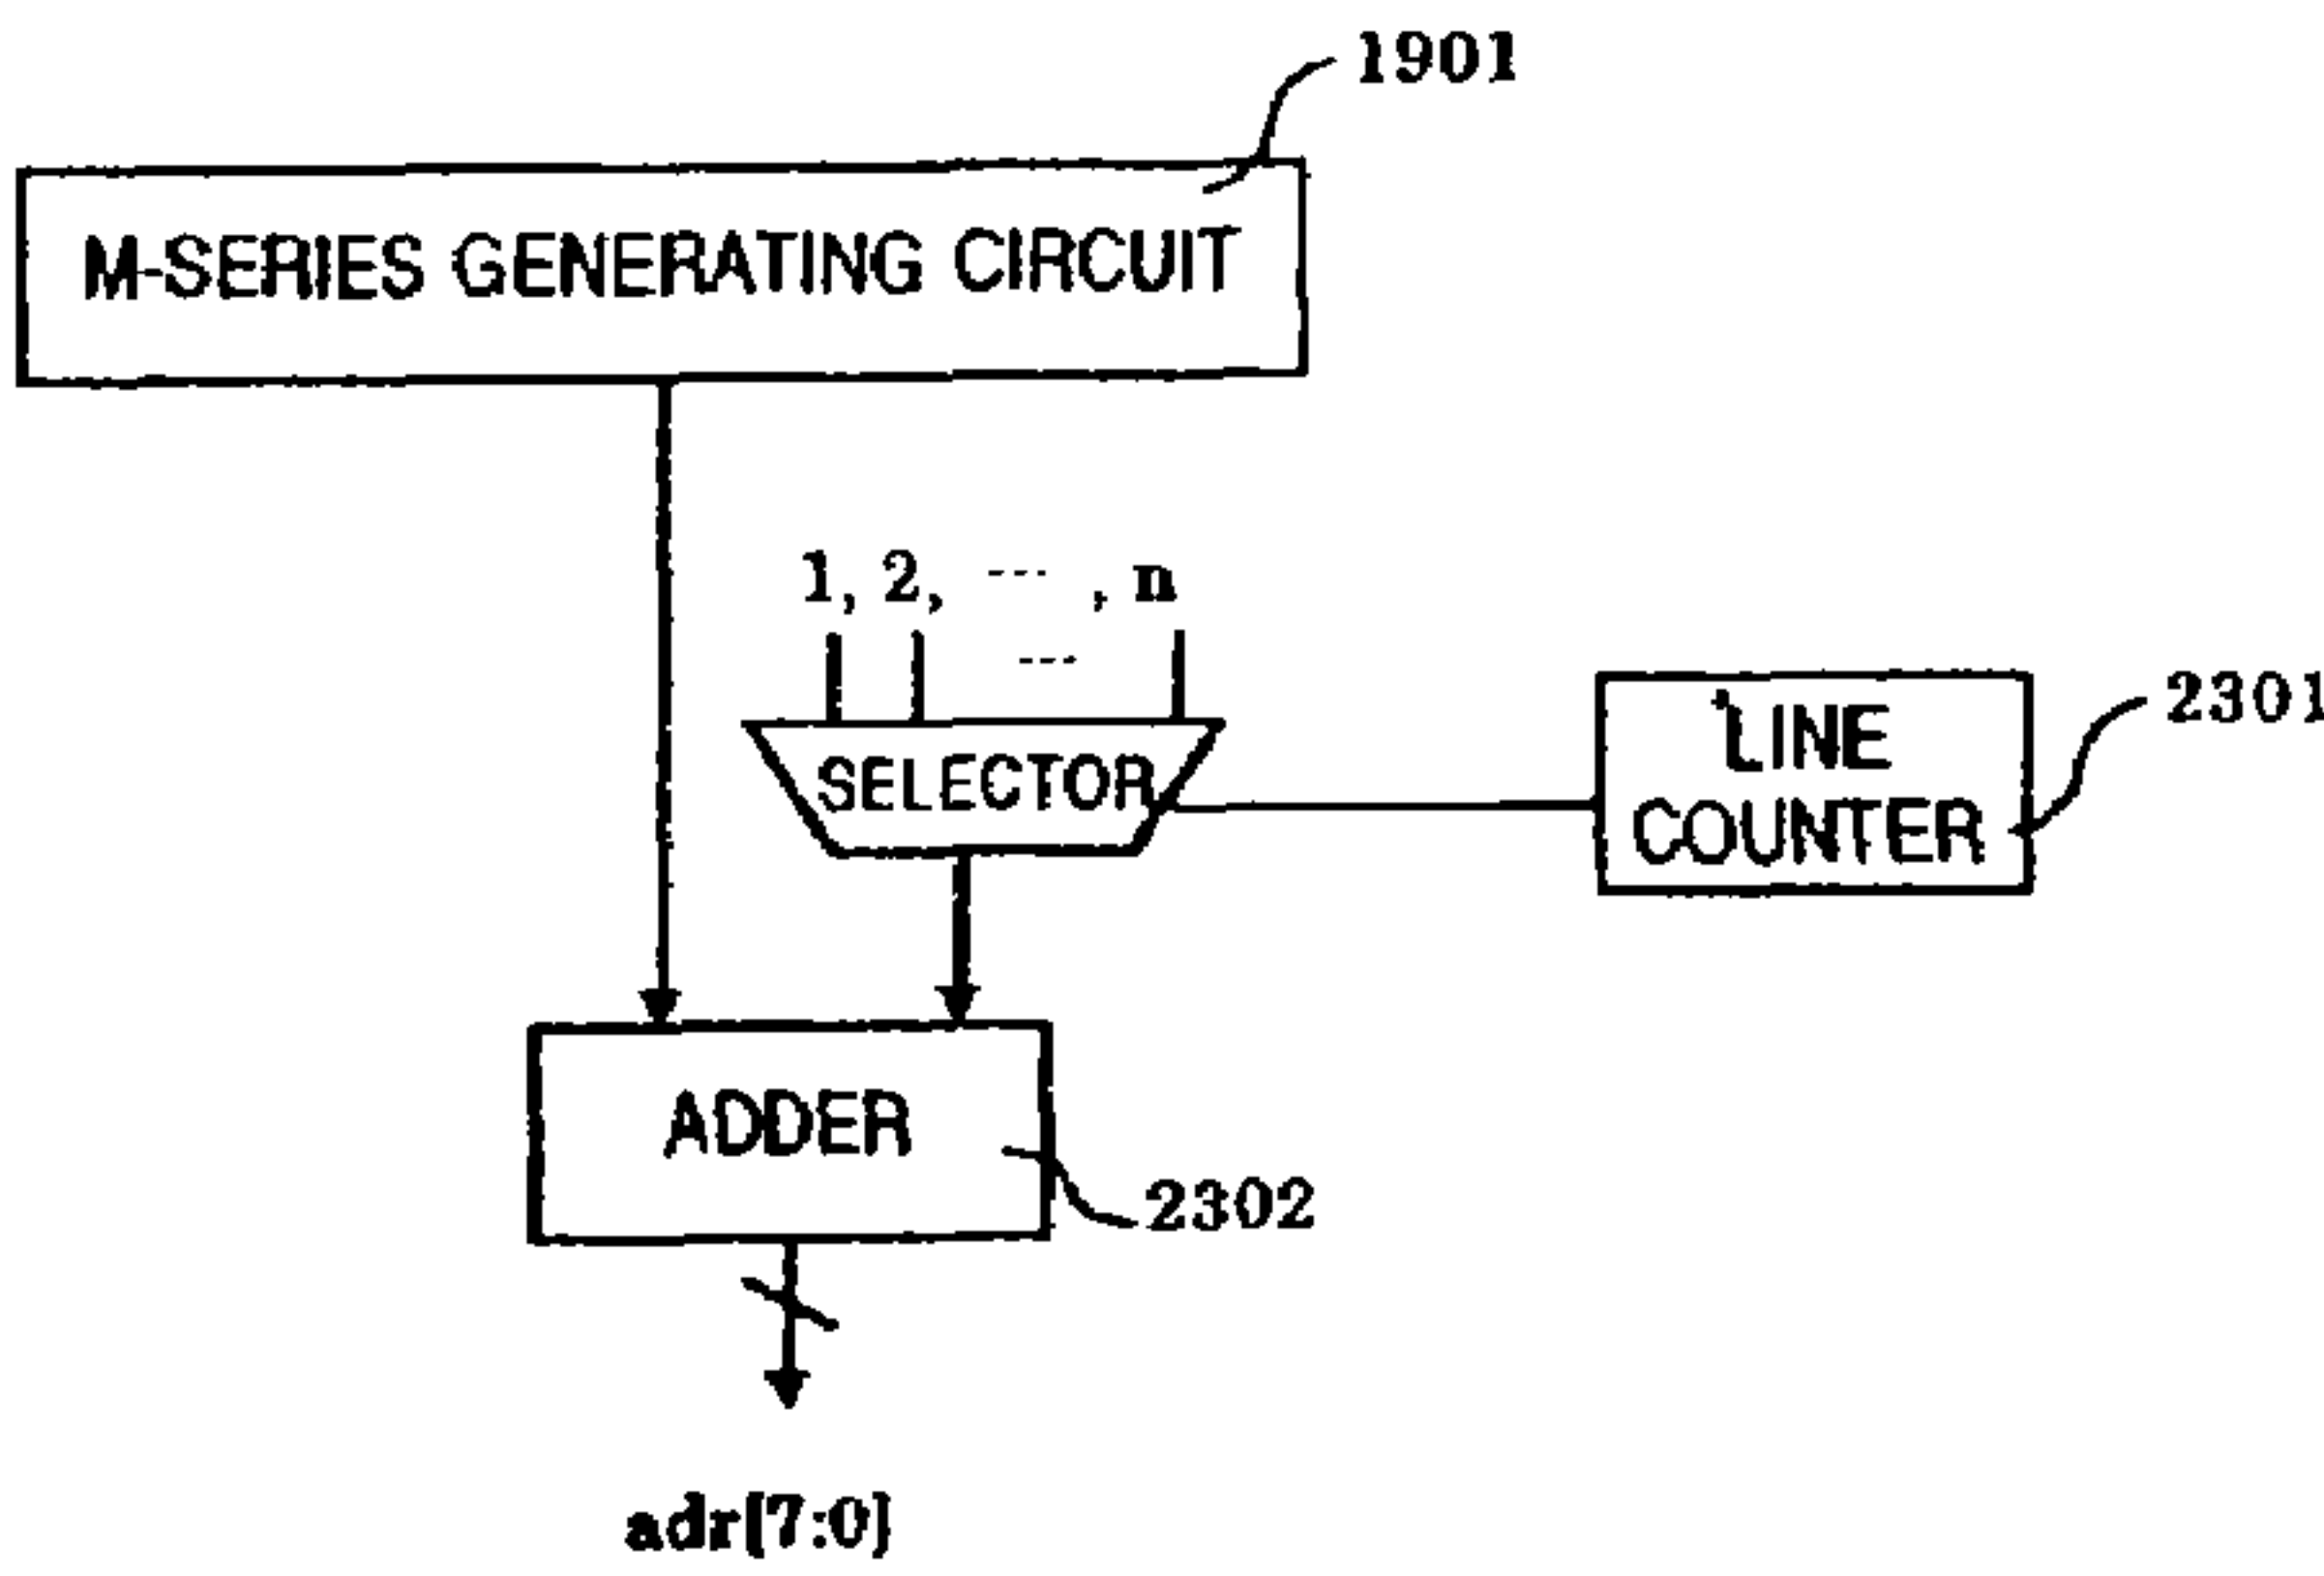 1901
M-SERIES GENERATING CIRCUIT
1, 2, --- , n
---
SELECTOR
LINE
COUNTER
2301
ADDER
2302
adr[7:0]